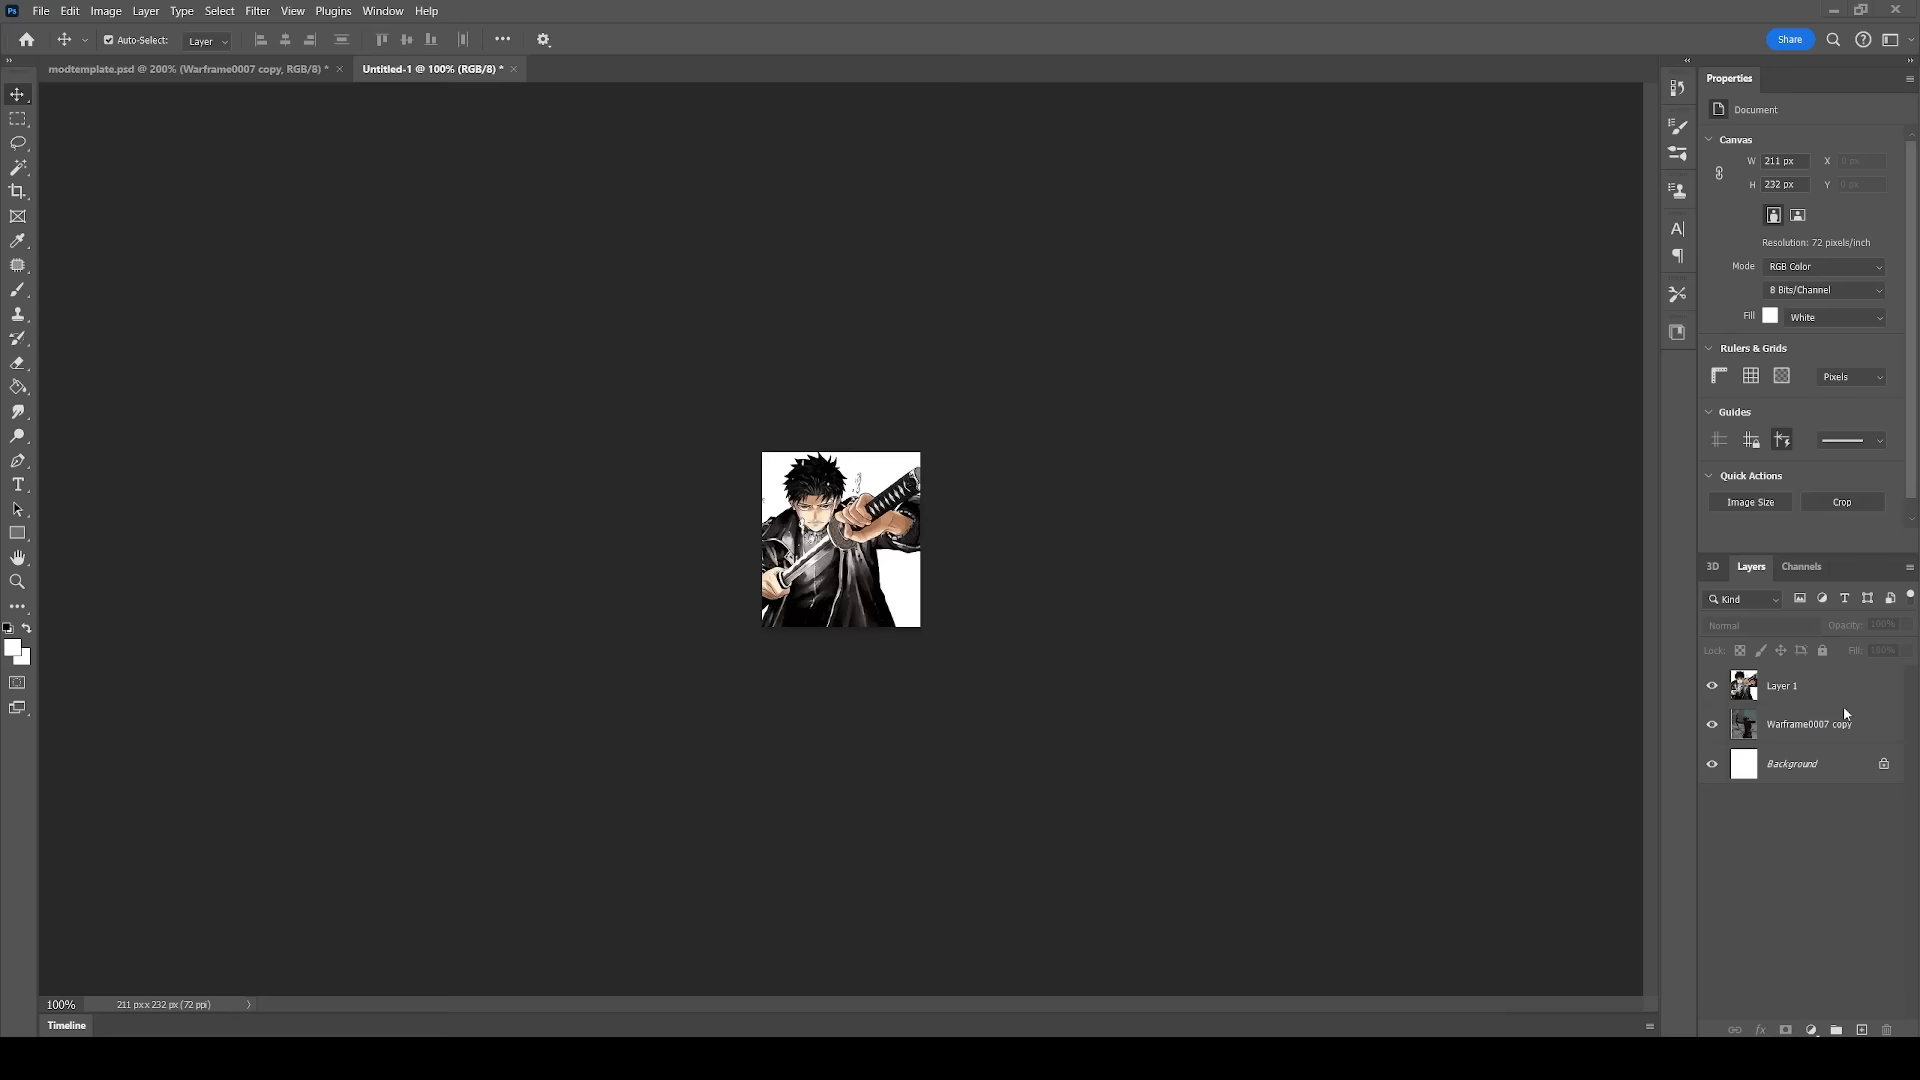 Ps File Edit Image Layer Type Select Filter View Plugins Window Help
Auto-Select: Layer Share
modtemplate.psd @ 200% (Warframe0007 copy, RGB/8) * Untitled-1 @ 100% (RGB/8) *
Properties
Document
Canvas
W 211 px X 0 px
H 232 px Y 0 px
Resolution: 72 pixels/inch
Mode RGB Color
8 Bits/Channel
Fill White
Rulers & Grids
Pixels
Guides
Quick Actions
Image Size Crop
3D Layers Channels
Kind
Normal Opacity: 100%
Lock: Fill: 100%
Layer 1
Warframe0007 copy
Background
100% 211 px x 232 px (72 ppi)
Timeline